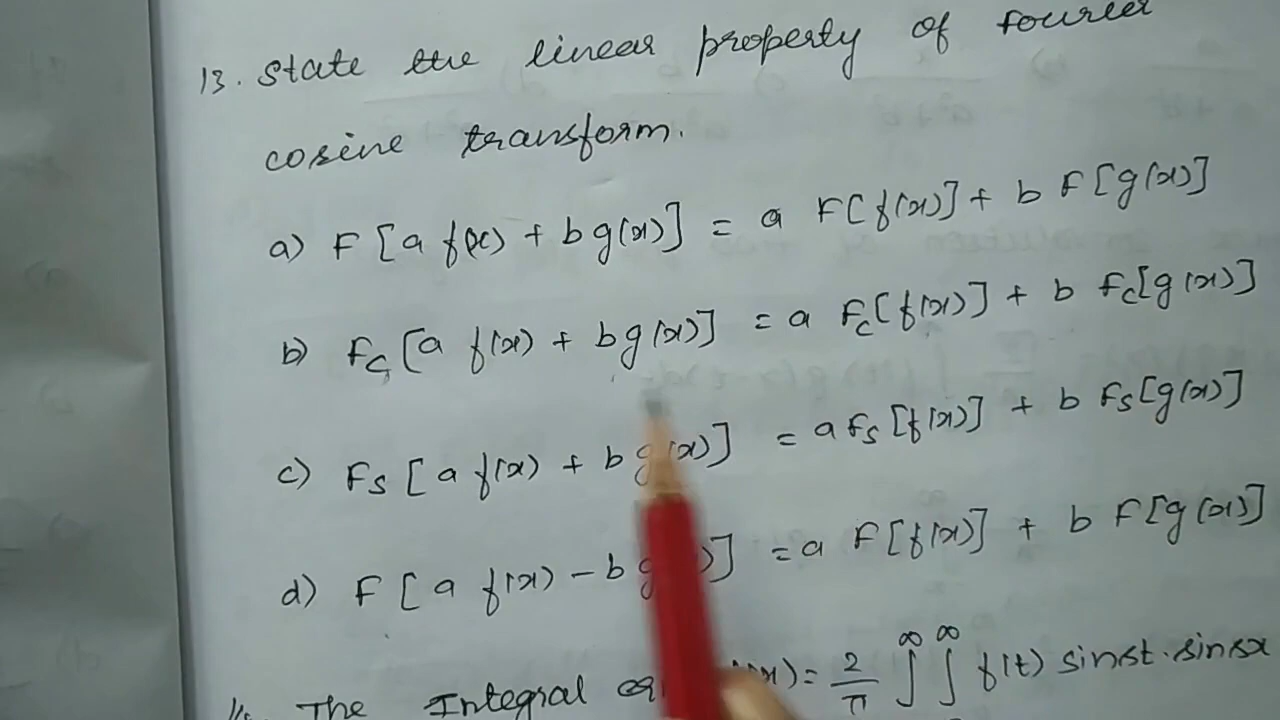 13. State the linear property of fourier
cosine transform.
a) F [a f(x) + b g(x)] = a F[f(x)] + b F[g(x)]
b) Fc [a f(x) + b g(x)] = a Fc[f(x)] + b Fc[g(x)]
c) Fs [a f(x) + b g(x)] = a Fs [f(x)] + b Fs[g(x)]
d) F [a f(x) - b g )] = a F[f(x)] + b F[g(x)]
The Integral (x) = 2/π ∫∞ ∫∞ f(t) sinst. sinsx